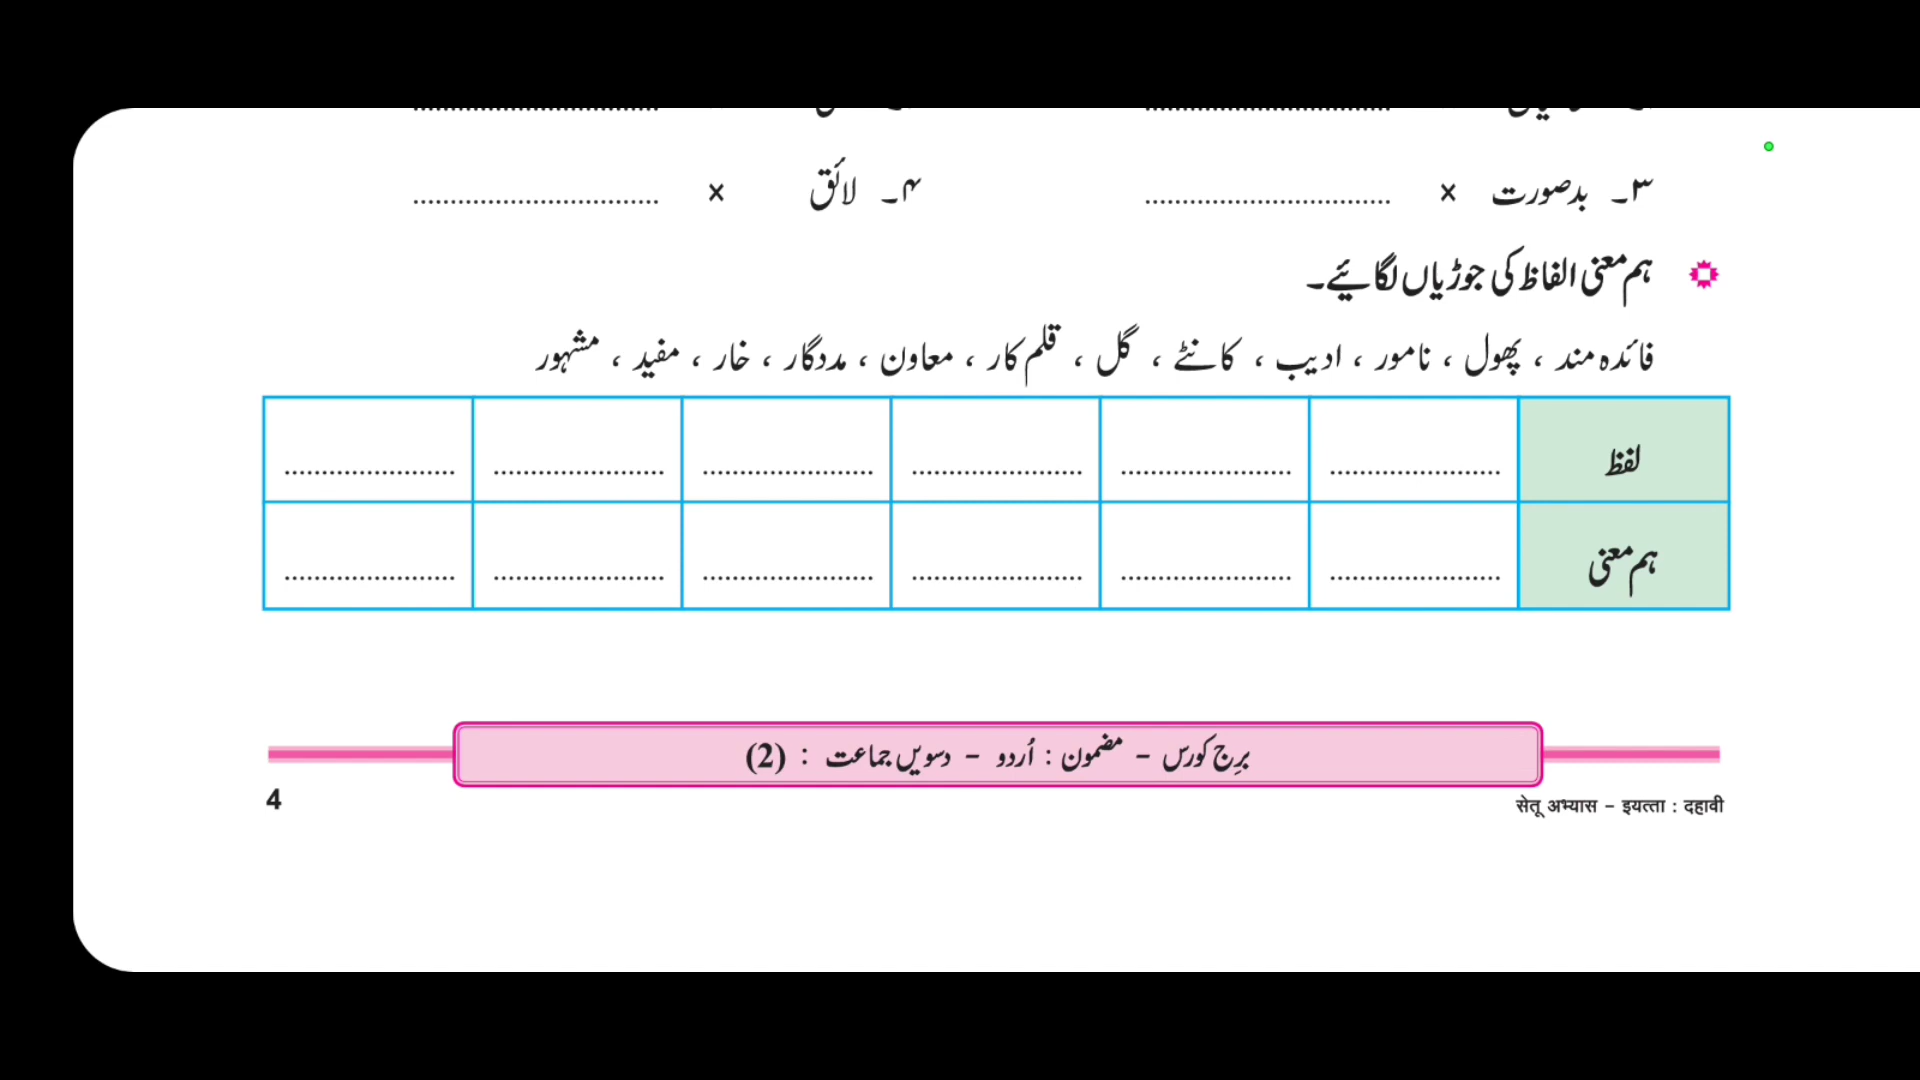 ۳۔ بدصورت × ................................. ۴۔ لائق × .................................
ہم معنی الفاظ کی جوڑیاں لگائیے۔
فائدہ مند ، پھول ، نامور ، ادیب ، کانٹے ، گل ، قلم کار ، معاون ، مددگار ، خار ، مفید ، مشہور
لفظ ....................... ....................... ....................... ....................... ....................... .......................
ہم معنی ....................... ....................... ....................... ....................... ....................... .......................
برِج کورس - مضمون : اُردو - دسویں جماعت : (2)
सेतू अभ्यास - इयत्ता : दहावी
4